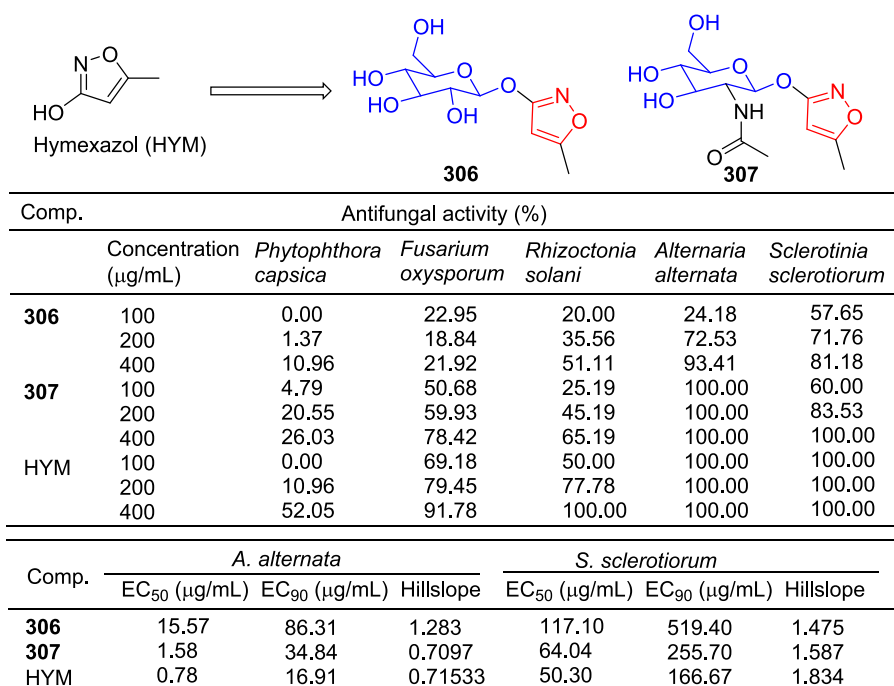 OH
OH
N O
HO
HO O O N
HO OH O
HO O O N
HO NH O
O
HO
Hymexazol (HYM)
306
307
Comp. Antifungal activity (%)
Concentration (μg/mL) Phytophthora capsica Fusarium oxysporum Rhizoctonia solani Alternaria alternata Sclerotinia sclerotiorum
306 100 0.00 22.95 20.00 24.18 57.65
200 1.37 18.84 35.56 72.53 71.76
400 10.96 21.92 51.11 93.41 81.18
307 100 4.79 50.68 25.19 100.00 60.00
200 20.55 59.93 45.19 100.00 83.53
400 26.03 78.42 65.19 100.00 100.00
HYM 100 0.00 69.18 50.00 100.00 100.00
200 10.96 79.45 77.78 100.00 100.00
400 52.05 91.78 100.00 100.00 100.00
Comp. A. alternata S. sclerotiorum
EC50 (μg/mL) EC90 (μg/mL) Hillslope EC50 (μg/mL) EC90 (μg/mL) Hillslope
306 15.57 86.31 1.283 117.10 519.40 1.475
307 1.58 34.84 0.7097 64.04 255.70 1.587
HYM 0.78 16.91 0.71533 50.30 166.67 1.834